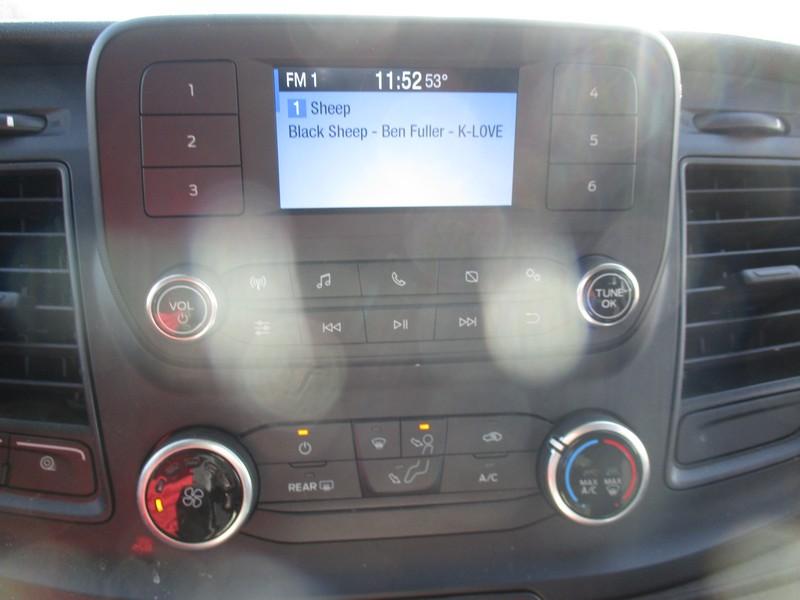 FM 1 11:52 53°
1 Sheep
Black Sheep - Ben Fuller - K-LOVE
1
2
3
4
5
6
VOL
TUNE
OK
REAR
A/C
MAX
A/C
MAX